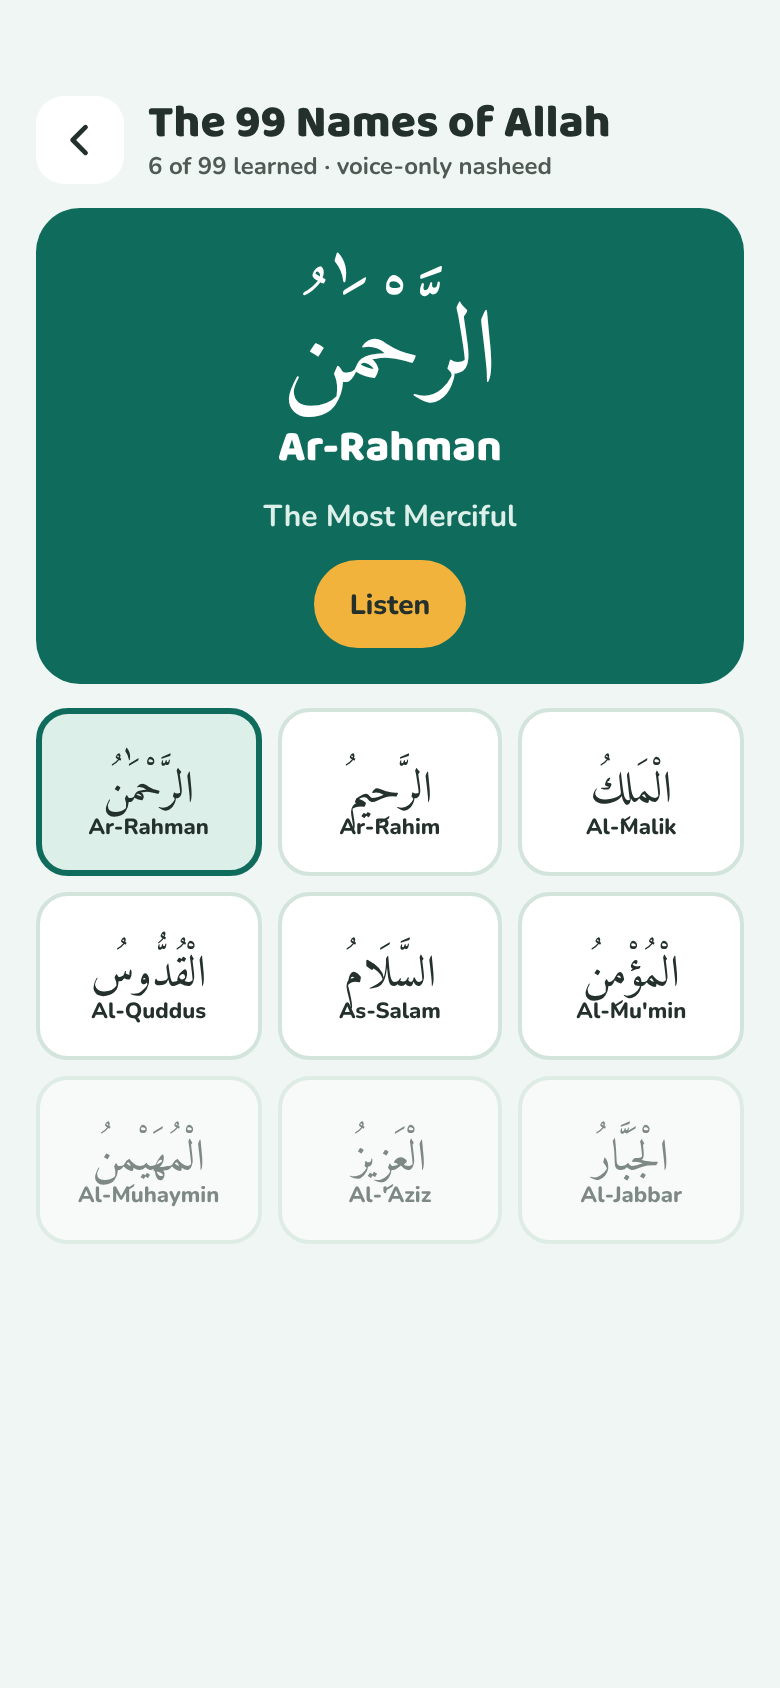 The 99 Names of Allah
6 of 99 learned · voice-only nasheed
الرَّحْمَٰنُ
Ar-Rahman
The Most Merciful
Listen
الرَّحْمَٰنُ
Ar-Rahman
الرَّحِيمُ
Ar-Rahim
الْمَلِكُ
Al-Malik
الْقُدُّوسُ
Al-Quddus
السَّلَامُ
As-Salam
الْمُؤْمِنُ
Al-Mu'min
الْمُهَيْمِنُ
Al-Muhaymin
الْعَزِيزُ
Al-'Aziz
الْجَبَّارُ
Al-Jabbar